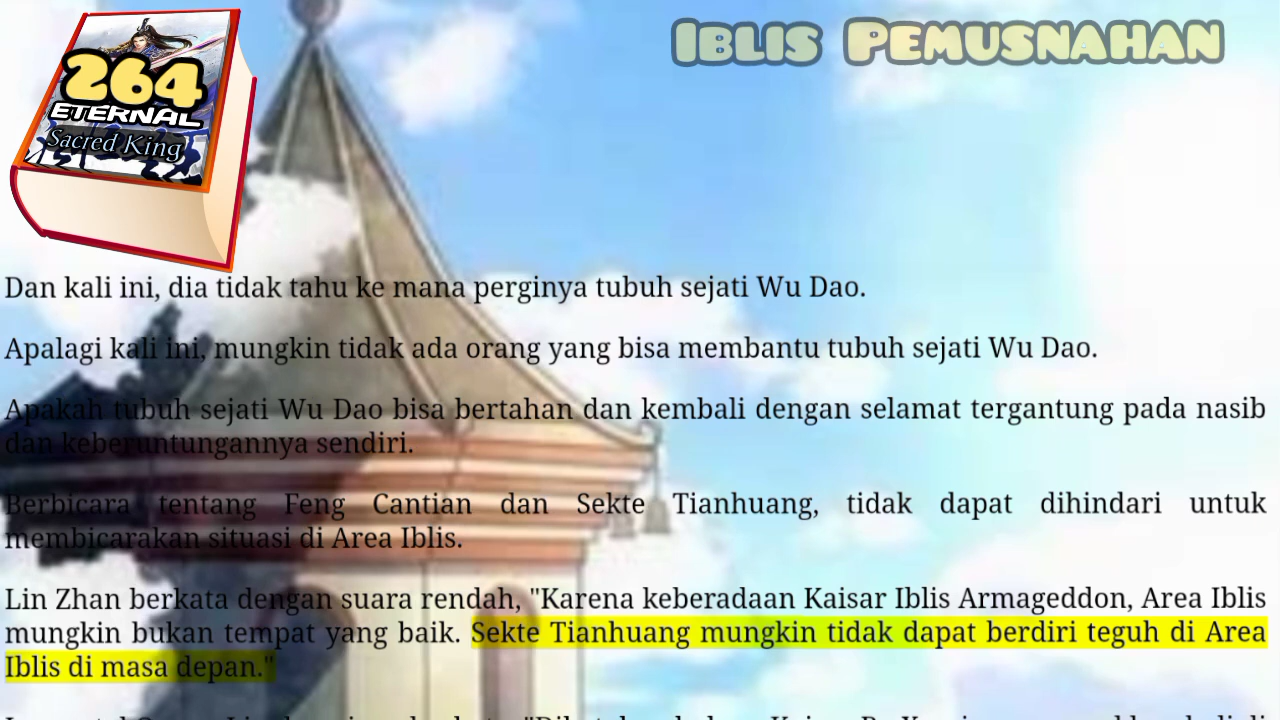 Iblis Pemusnahan
264
ETERNAL
Sacred King
Dan kali ini, dia tidak tahu ke mana perginya tubuh sejati Wu Dao.
Apalagi kali ini, mungkin tidak ada orang yang bisa membantu tubuh sejati Wu Dao.
Apakah tubuh sejati Wu Dao bisa bertahan dan kembali dengan selamat tergantung pada nasib
dan keberuntungannya sendiri.
Berbicara tentang Feng Cantian dan Sekte Tianhuang, tidak dapat dihindari untuk
membicarakan situasi di Area Iblis.
Lin Zhan berkata dengan suara rendah, "Karena keberadaan Kaisar Iblis Armageddon, Area Iblis
mungkin bukan tempat yang baik. Sekte Tianhuang mungkin tidak dapat berdiri teguh di Area
Iblis di masa depan."